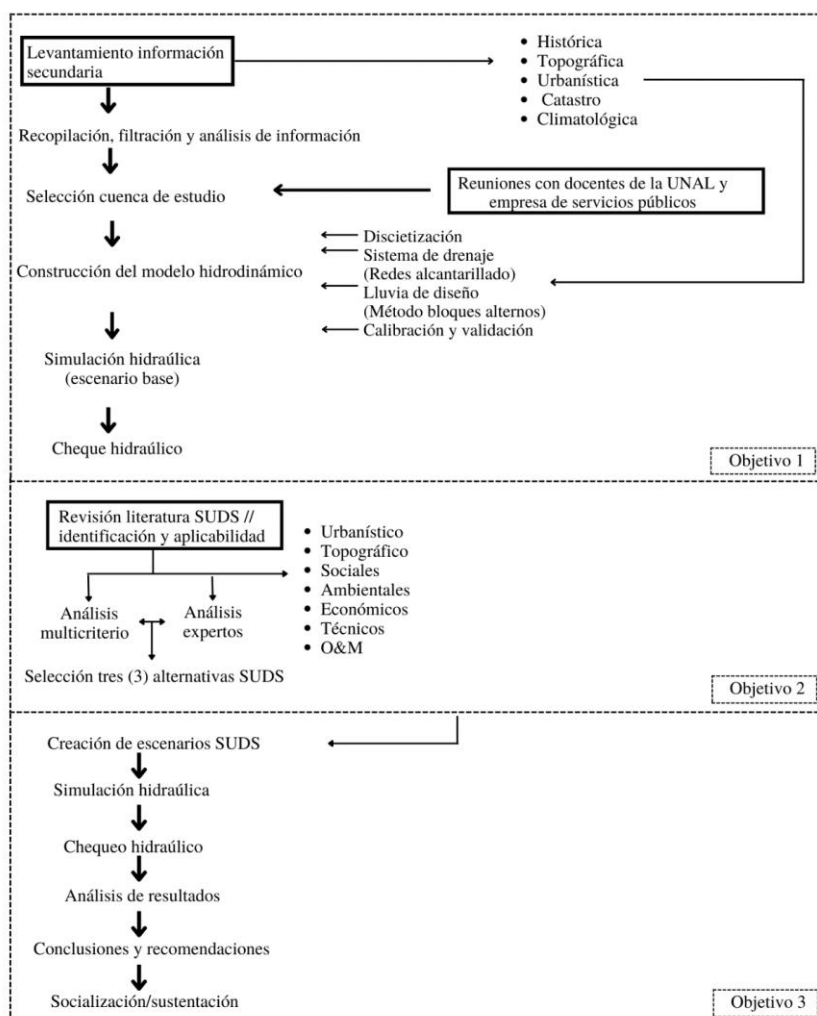 Levantamiento información
secundaria
• Histórica
• Topográfica
• Urbanística
• Catastro
• Climatológica
Recopilación, filtración y análisis de información
Selección cuenca de estudio
Reuniones con docentes de la UNAL y
empresa de servicios públicos
Construcción del modelo hidrodinámico
Discietización
Sistema de drenaje
(Redes alcantarillado)
Lluvia de diseño
(Método bloques alternos)
Calibración y validación
Simulación hidraúlica
(escenario base)
Cheque hidraúlico
Objetivo 1
Revisión literatura SUDS //
identificación y aplicabilidad
• Urbanístico
• Topográfico
• Sociales
• Ambientales
• Económicos
• Técnicos
• O&M
Análisis
multicriterio
Análisis
expertos
Selección tres (3) alternativas SUDS
Objetivo 2
Creación de escenarios SUDS
Simulación hidraúlica
Chequeo hidraúlico
Análisis de resultados
Conclusiones y recomendaciones
Socialización/sustentación
Objetivo 3